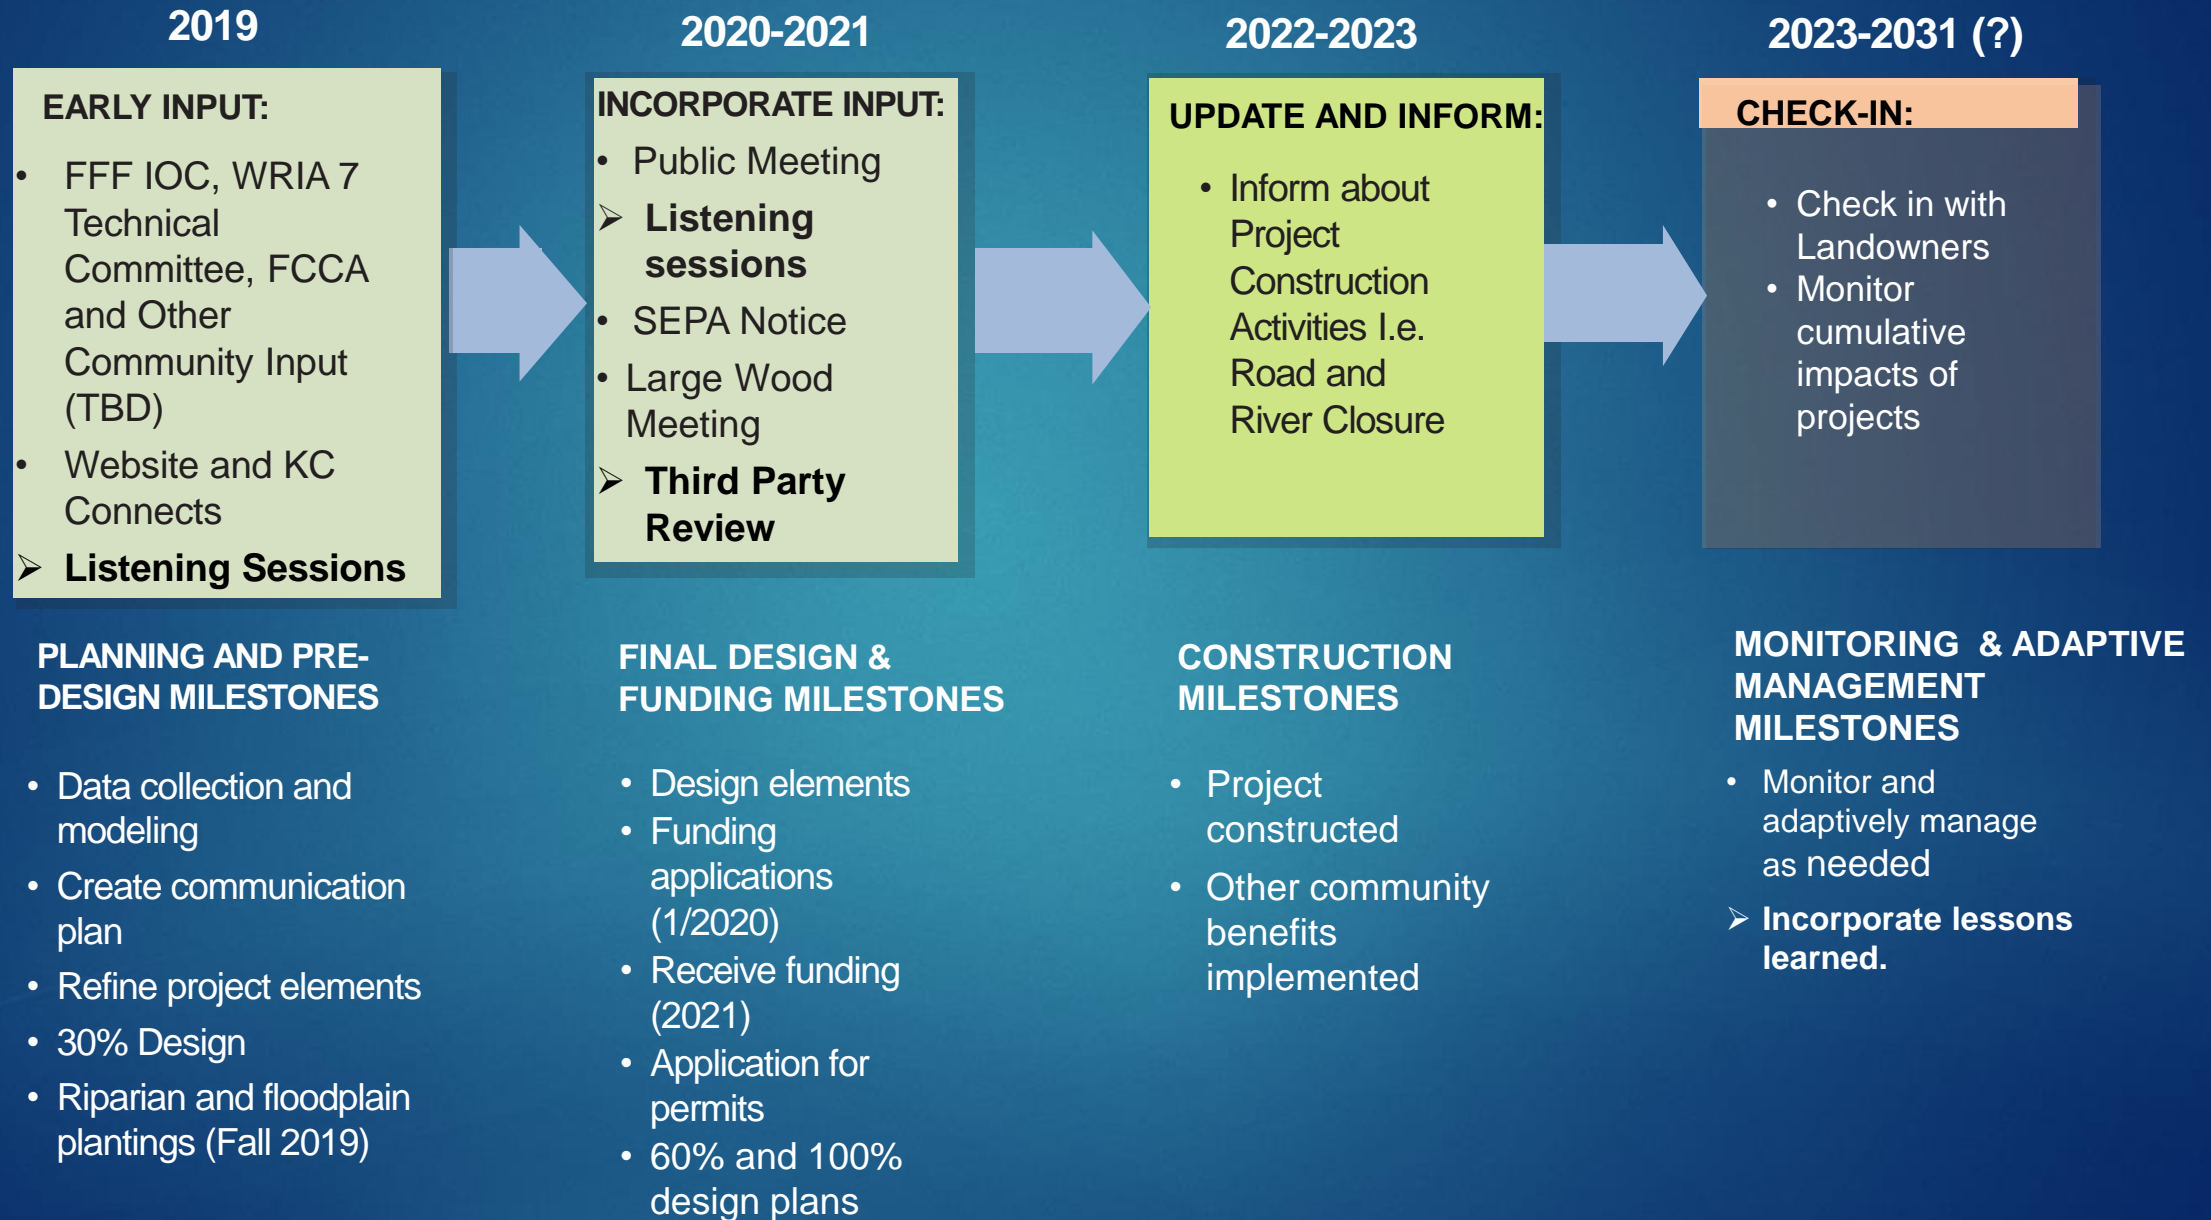 2019
EARLY INPUT:
• FFF IOC, WRIA 7
Technical
Committee, FCCA
and Other
Community Input
(TBD)
• Website and KC
Connects
➢ Listening Sessions
PLANNING AND PRE-
DESIGN MILESTONES
• Data collection and
modeling
• Create communication
plan
• Refine project elements
• 30% Design
• Riparian and floodplain
plantings (Fall 2019)
2020-2021
INCORPORATE INPUT:
• Public Meeting
➢ Listening
sessions
• SEPA Notice
• Large Wood
Meeting
➢ Third Party
Review
FINAL DESIGN &
FUNDING MILESTONES
• Design elements
• Funding
applications
(1/2020)
• Receive funding
(2021)
• Application for
permits
• 60% and 100%
design plans
2022-2023
UPDATE AND INFORM:
• Inform about
Project
Construction
Activities I.e.
Road and
River Closure
CONSTRUCTION
MILESTONES
• Project
constructed
• Other community
benefits
implemented
2023-2031 (?)
CHECK-IN:
• Check in with
Landowners
• Monitor
cumulative
impacts of
projects
MONITORING & ADAPTIVE
MANAGEMENT
MILESTONES
• Monitor and
adaptively manage
as needed
➢ Incorporate lessons
learned.